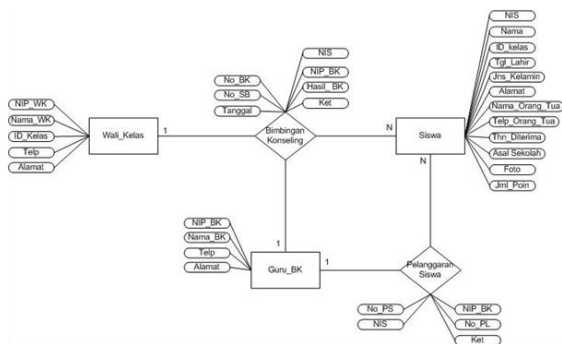 NIS
Nama
ID_kelas
Tgl_Lahir
Jns_Kelamin
Alamat
Nama_Orang_Tua
Telp_Orang_Tua
Thn_Diterima
Asal Sekolah
Foto
Jml_Poin
NIS
NIP_BK
Hasil_BK
Ket
No_BK
No_SB
Tanggal
NIP_WK
Nama_WK
ID_Kelas
Telp
Alamat
Wali_Kelas
1
Bimbingan
Konseling
N
Siswa
N
1
NIP_BK
Nama_BK
Telp
Alamat
Guru_BK
1
Pelanggaran
Siswa
No_PS
NIS
NIP_BK
No_PL
Ket